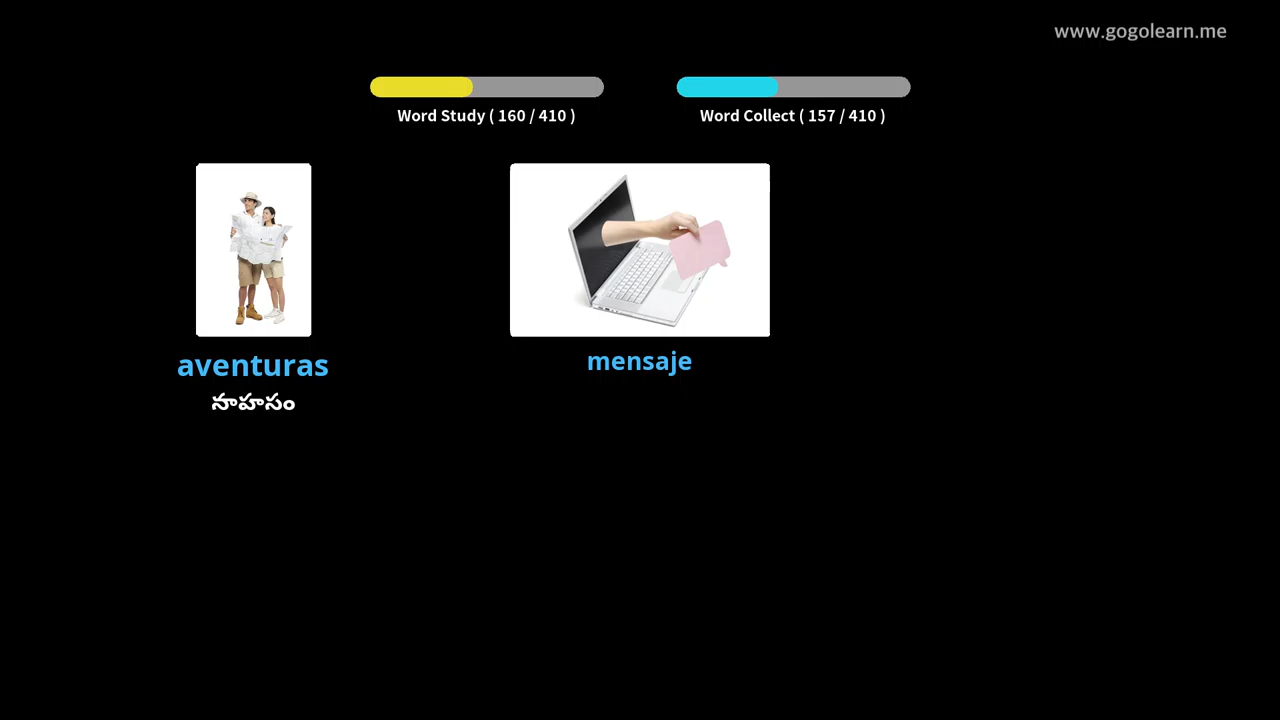 www.gogolearn.me
Word Study ( 160 / 410 )
Word Collect ( 157 / 410 )
aventuras
సాహసం
mensaje